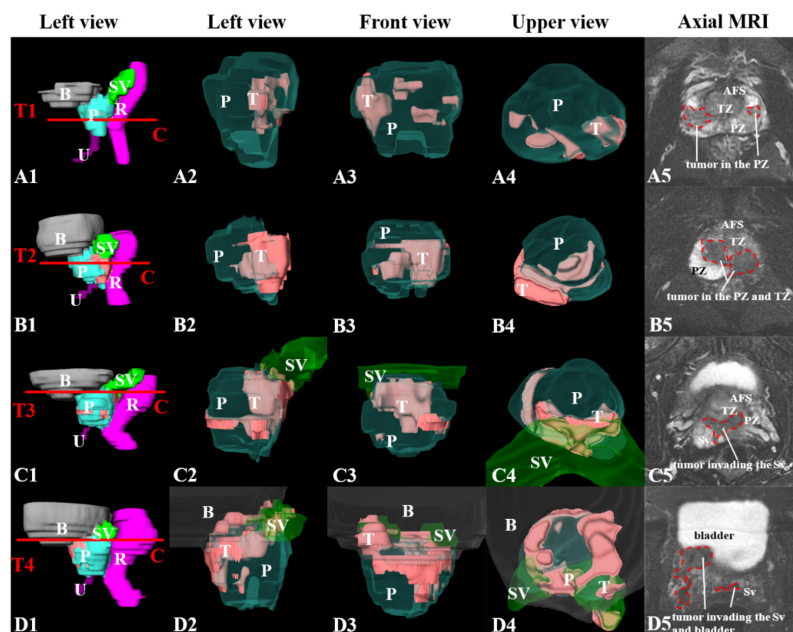 Left view Left view Front view Upper view Axial MRI
B SV P T AFS
T1 P R T T P TZ
P PZ
C
U tumor in the PZ
A1 A2 A3 A4 A5
B P P AFS
T2 SV P T T TZ
P C PZ
R T tumor in the PZ and TZ
U
B1 B2 B3 B4 B5
B SV SV P AFS
SV P T T TZ
T3 P R C T PZ
U P SV Sv
tumor invading the Sv
C1 C2 C3 C4 C5
B B B bladder
SV SV T SV
P T
T4 R C P P T Sv
U P SV tumor invading the Sv
D1 D2 D3 D4 D5 and bladder